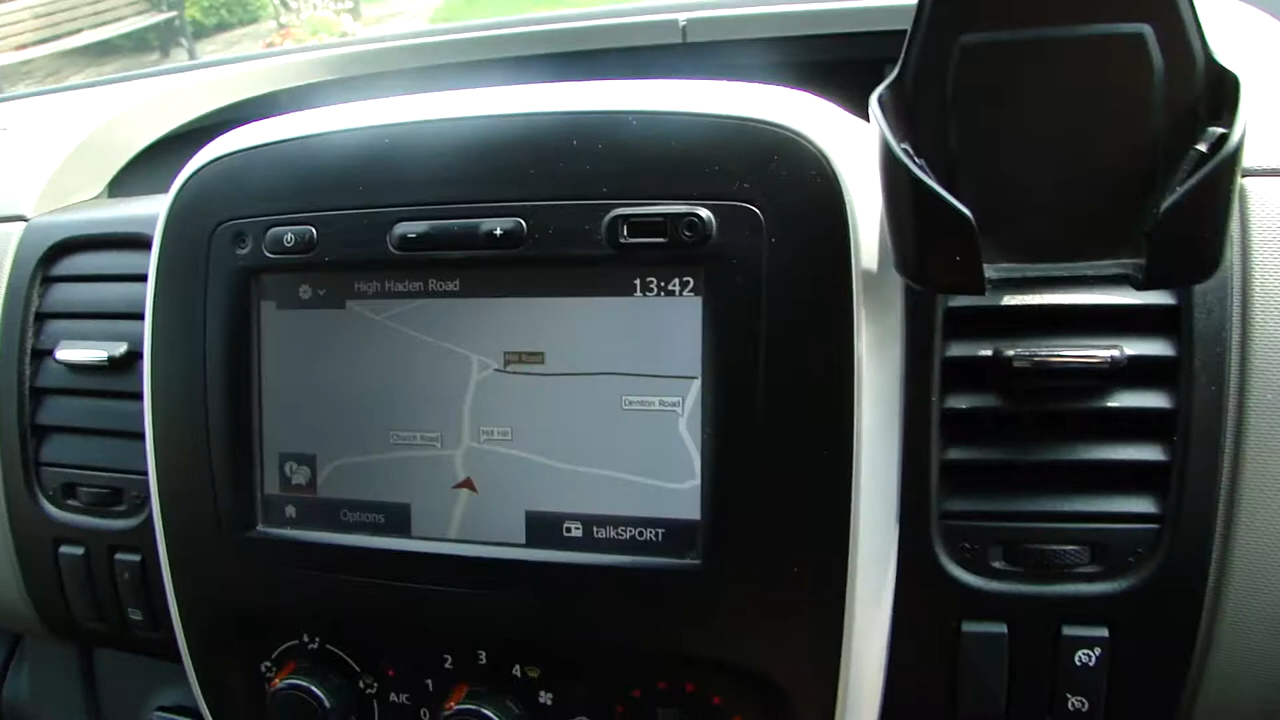 - +
High Haden Road
13:42
Hill Road
Denton Road
Church Road
Mill Hill
Options
talkSPORT
A/C
0 1 2 3 4